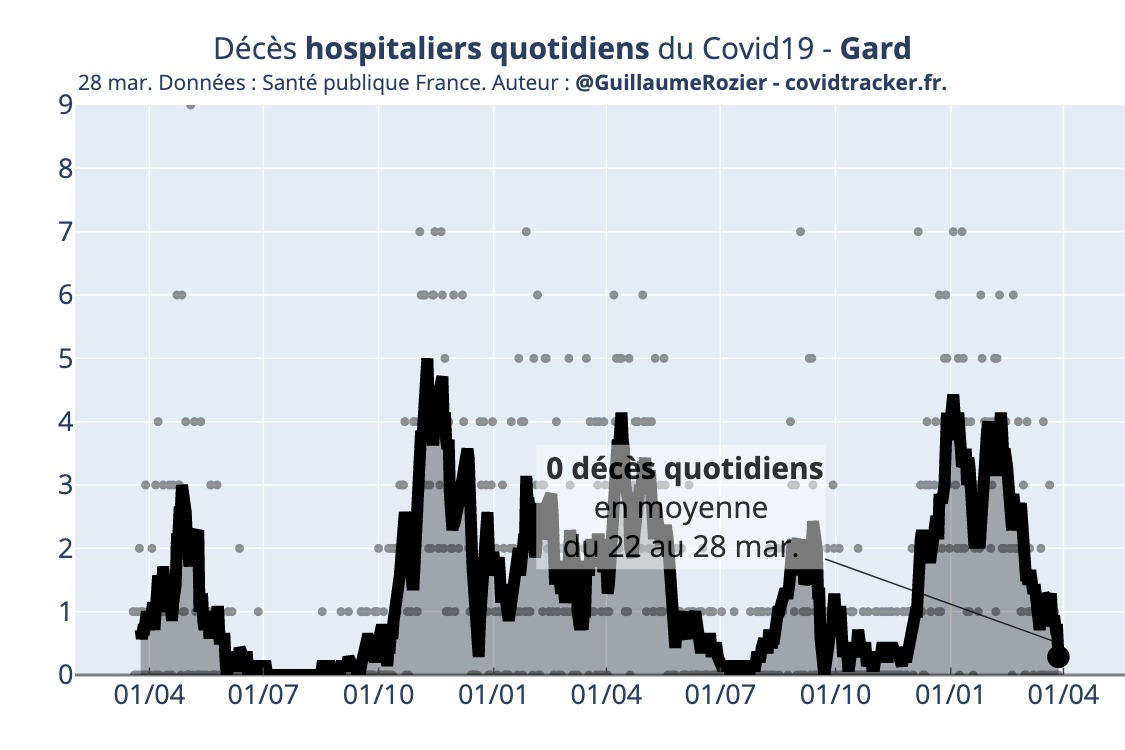 Décès hospitaliers quotidiens du Covid19 - Gard
28 mar. Données : Santé publique France. Auteur : @GuillaumeRozier - covidtracker.fr.
9
8
7
6
5
4
3
2
1
0
0 décès quotidiens
en moyenne
du 22 au 28 mar.
01/04 01/07 01/10 01/01 01/04 01/07 01/10 01/01 01/04